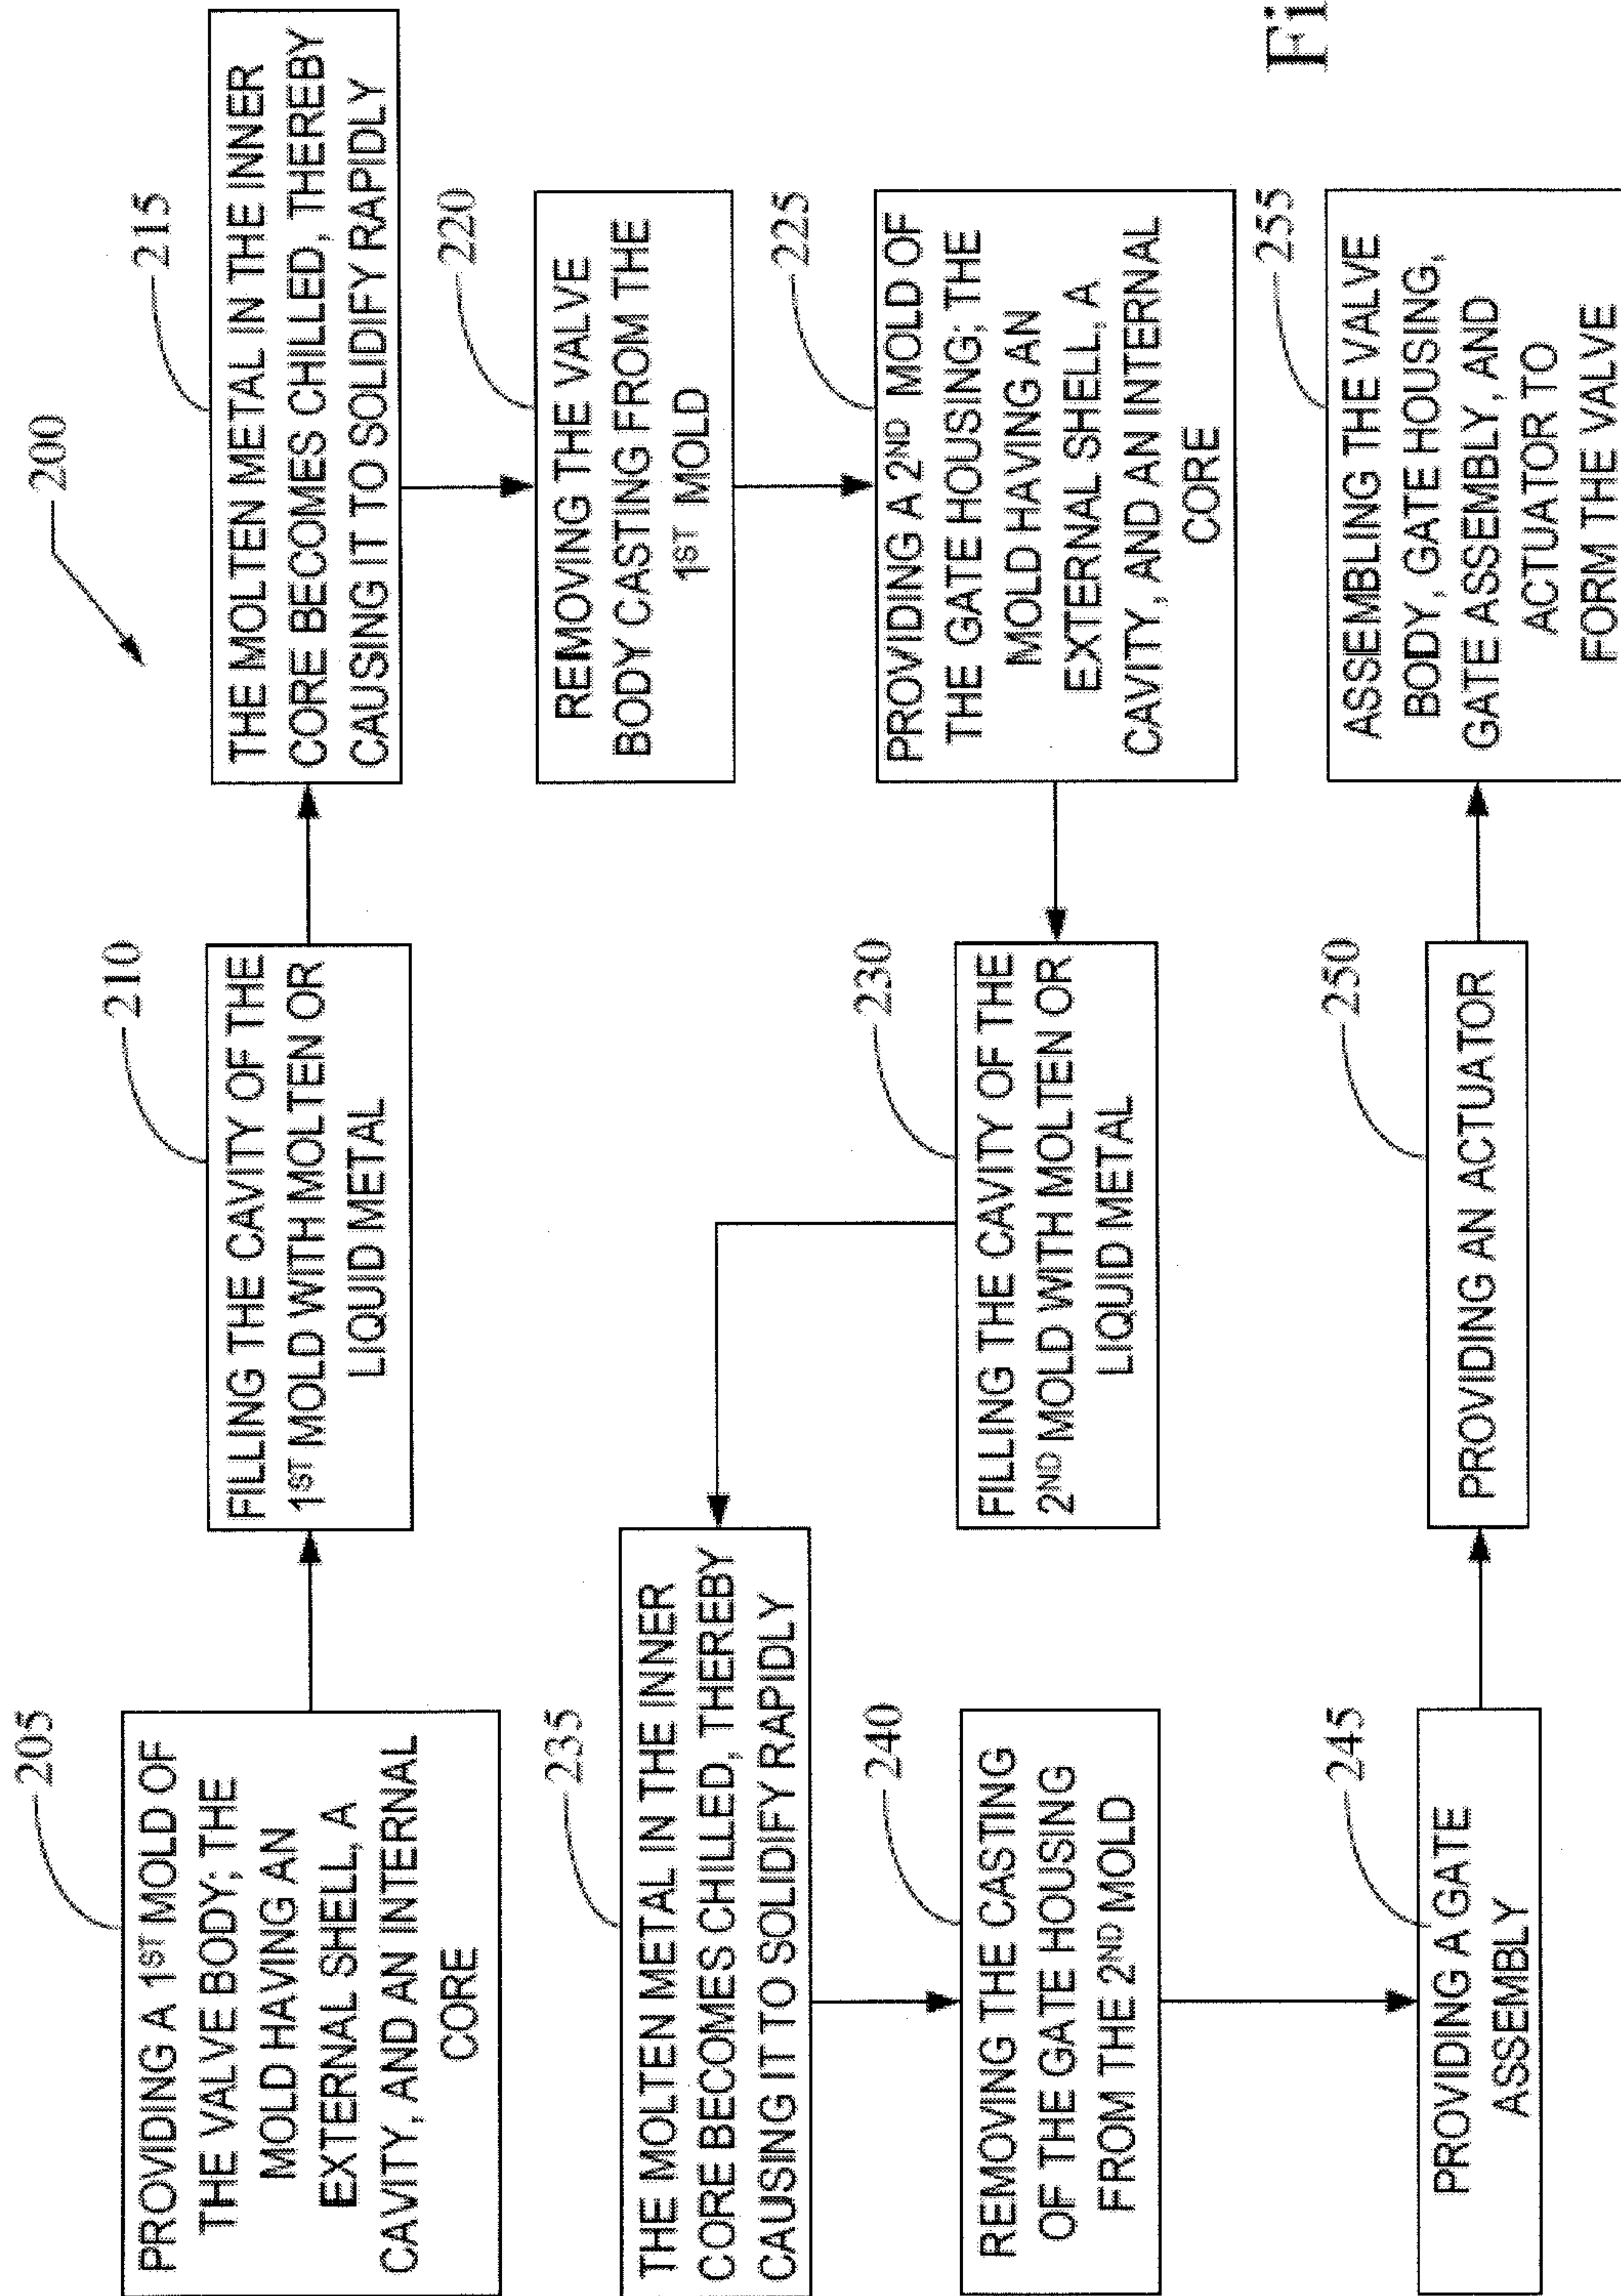 200
205
PROVIDING A 1ST MOLD OF
THE VALVE BODY; THE
MOLD HAVING AN
EXTERNAL SHELL, A
CAVITY, AND AN INTERNAL
CORE
210
FILLING THE CAVITY OF THE
1ST MOLD WITH MOLTEN OR
LIQUID METAL
215
THE MOLTEN METAL IN THE INNER
CORE BECOMES CHILLED, THEREBY
CAUSING IT TO SOLIDIFY RAPIDLY
220
REMOVING THE VALVE
BODY CASTING FROM THE
1ST MOLD
225
PROVIDING A 2ND MOLD OF
THE GATE HOUSING; THE
MOLD HAVING AN
EXTERNAL SHELL, A
CAVITY, AND AN INTERNAL
CORE
230
FILLING THE CAVITY OF THE
2ND MOLD WITH MOLTEN OR
LIQUID METAL
235
THE MOLTEN METAL IN THE INNER
CORE BECOMES CHILLED, THEREBY
CAUSING IT TO SOLIDIFY RAPIDLY
240
REMOVING THE CASTING
OF THE GATE HOUSING
FROM THE 2ND MOLD
245
PROVIDING A GATE
ASSEMBLY
250
PROVIDING AN ACTUATOR
255
ASSEMBLING THE VALVE
BODY, GATE HOUSING,
GATE ASSEMBLY, AND
ACTUATOR TO
FORM THE VALVE
Fi